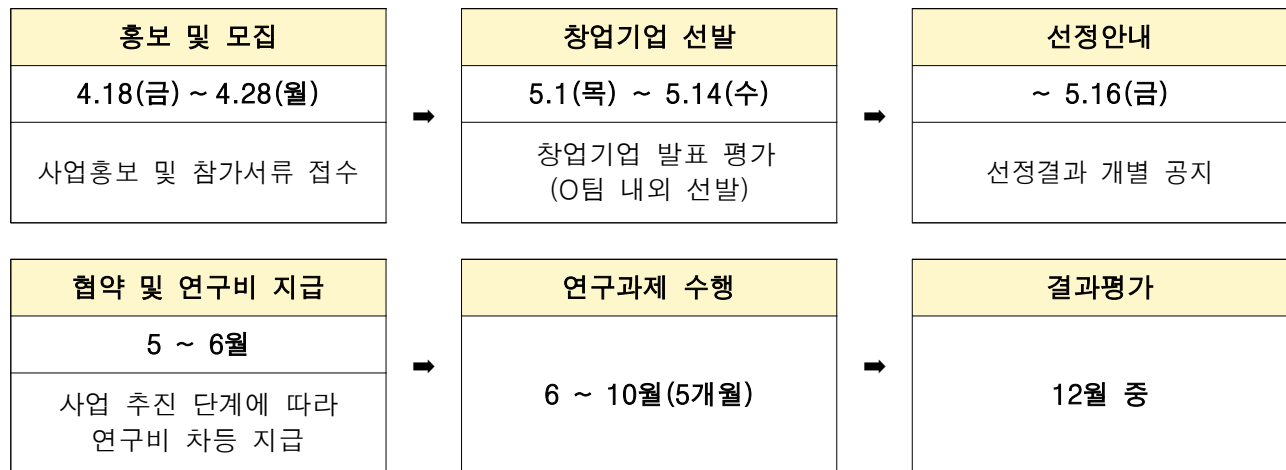 홍보 및 모집
4.18(금) ~ 4.28(월)
사업홍보 및 참가서류 접수
➡
창업기업 선발
5.1(목) ~ 5.14(수)
창업기업 발표 평가
(O팀 내외 선발)
➡
선정안내
~ 5.16(금)
선정결과 개별 공지
협약 및 연구비 지급
5 ~ 6월
사업 추진 단계에 따라
연구비 차등 지급
➡
연구과제 수행
6 ~ 10월(5개월)
➡
결과평가
12월 중